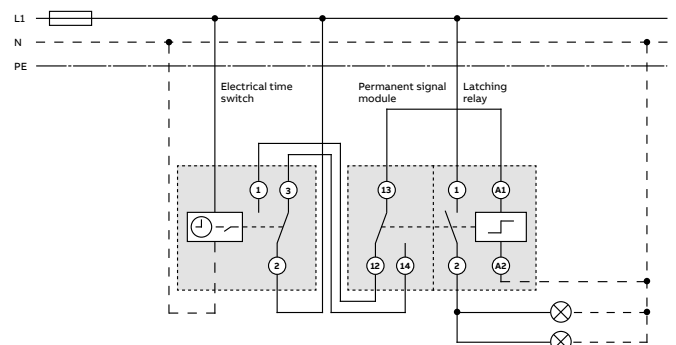 L1
N
PE
Electrical time
switch
Permanent signal
module
Latching
relay
1
3
13
1
A1
2
12
14
2
A2